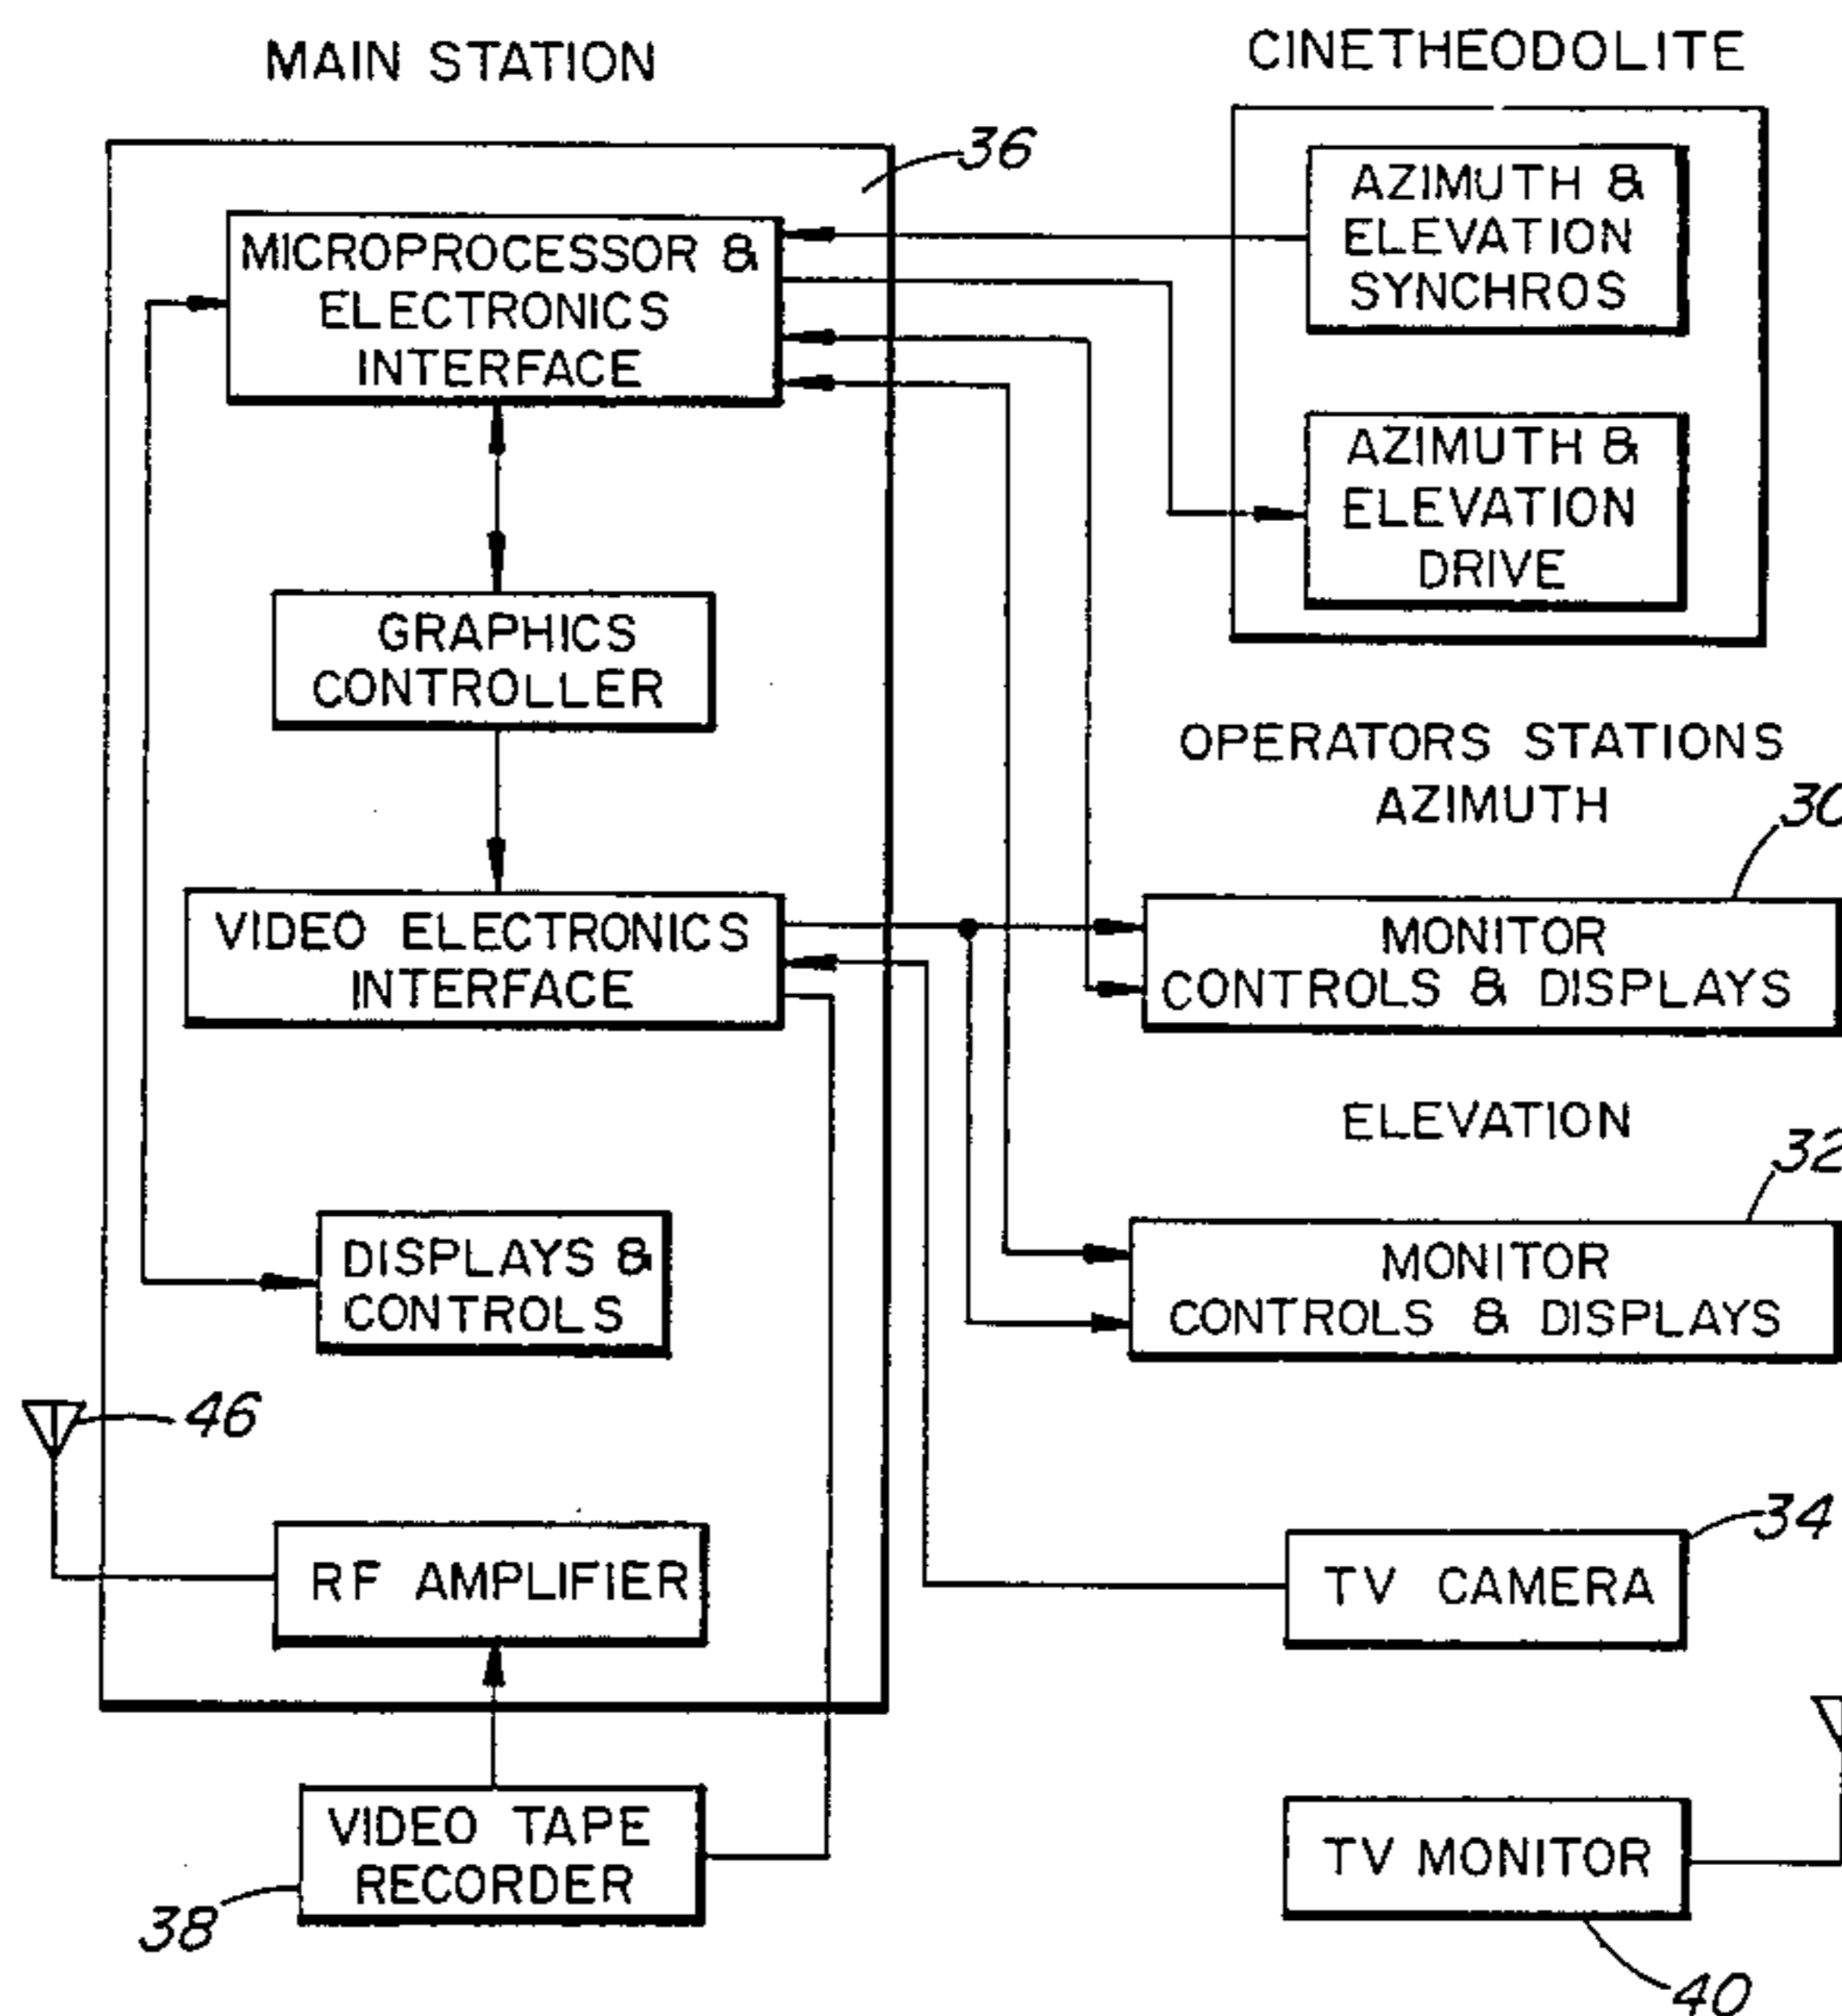 MAIN STATION
36
MICROPROCESSOR &
ELECTRONICS
INTERFACE
GRAPHICS
CONTROLLER
VIDEO ELECTRONICS
INTERFACE
DISPLAYS &
CONTROLS
46
RF AMPLIFIER
VIDEO TAPE
RECORDER
38
CINETHEODOLITE
AZIMUTH &
ELEVATION
SYNCHROS
AZIMUTH &
ELEVATION
DRIVE
OPERATORS STATIONS
AZIMUTH
30
MONITOR
CONTROLS & DISPLAYS
ELEVATION
32
MONITOR
CONTROLS & DISPLAYS
34
TV CAMERA
TV MONITOR
40